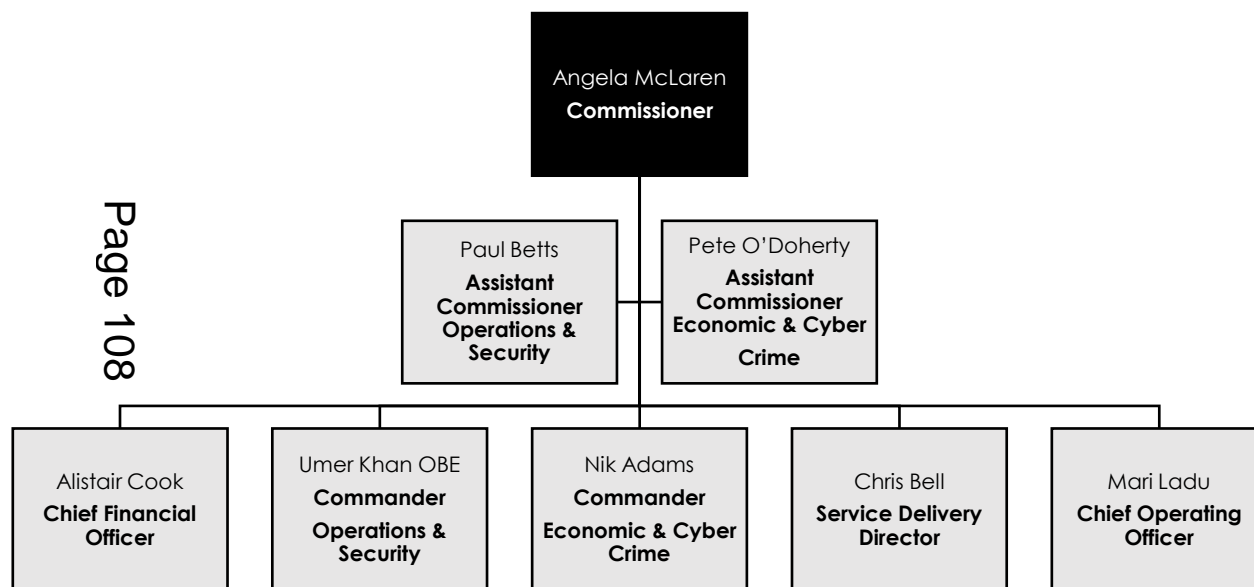 Angela McLaren
Commissioner
Page 108
Paul Betts
Assistant
Commissioner
Operations &
Security
Pete O’Doherty
Assistant
Commissioner
Economic & Cyber
Crime
Alistair Cook
Chief Financial
Officer
Umer Khan OBE
Commander
Operations &
Security
Nik Adams
Commander
Economic & Cyber
Crime
Chris Bell
Service Delivery
Director
Mari Ladu
Chief Operating
Officer